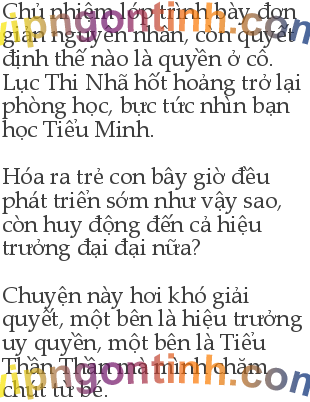 Chủ nhiệm lớp trình bày đơn
giản nguyên nhân, còn quyết
định thế nào là quyền ở cô.
Lục Thi Nhã hốt hoảng trở lại
phòng học, bực tức nhìn bạn
học Tiểu Minh.
Hóa ra trẻ con bây giờ đều
phát triển sớm như vậy sao,
còn huy động đến cả hiệu
trưởng đại đại nữa?
Chuyện này hơi khó giải
quyết, một bên là hiệu trưởng
uy quyền, một bên là Tiểu
Thần Thần mà mình chăm
chút từ bé.
vipngontinh.com
vipngontinh.com